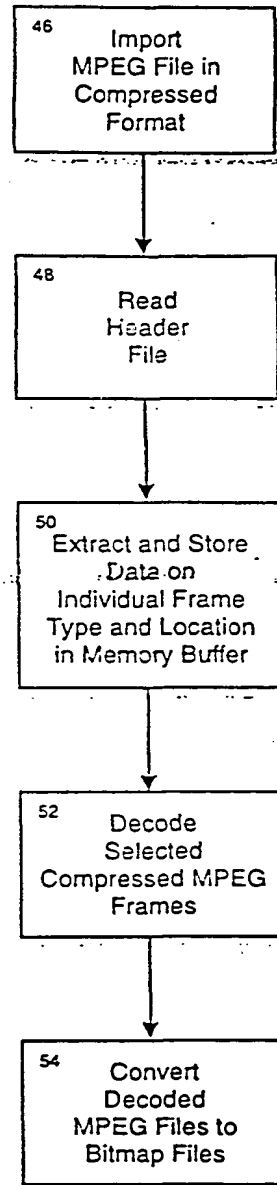 46
Import
MPEG File in
Compressed
Format
48
Read
Header
File
50
Extract and Store
Data on
Individual Frame
Type and Location
in Memory Buffer
52
Decode
Selected
Compressed MPEG
Frames
54
Convert
Decoded
MPEG Files to
Bitmap Files